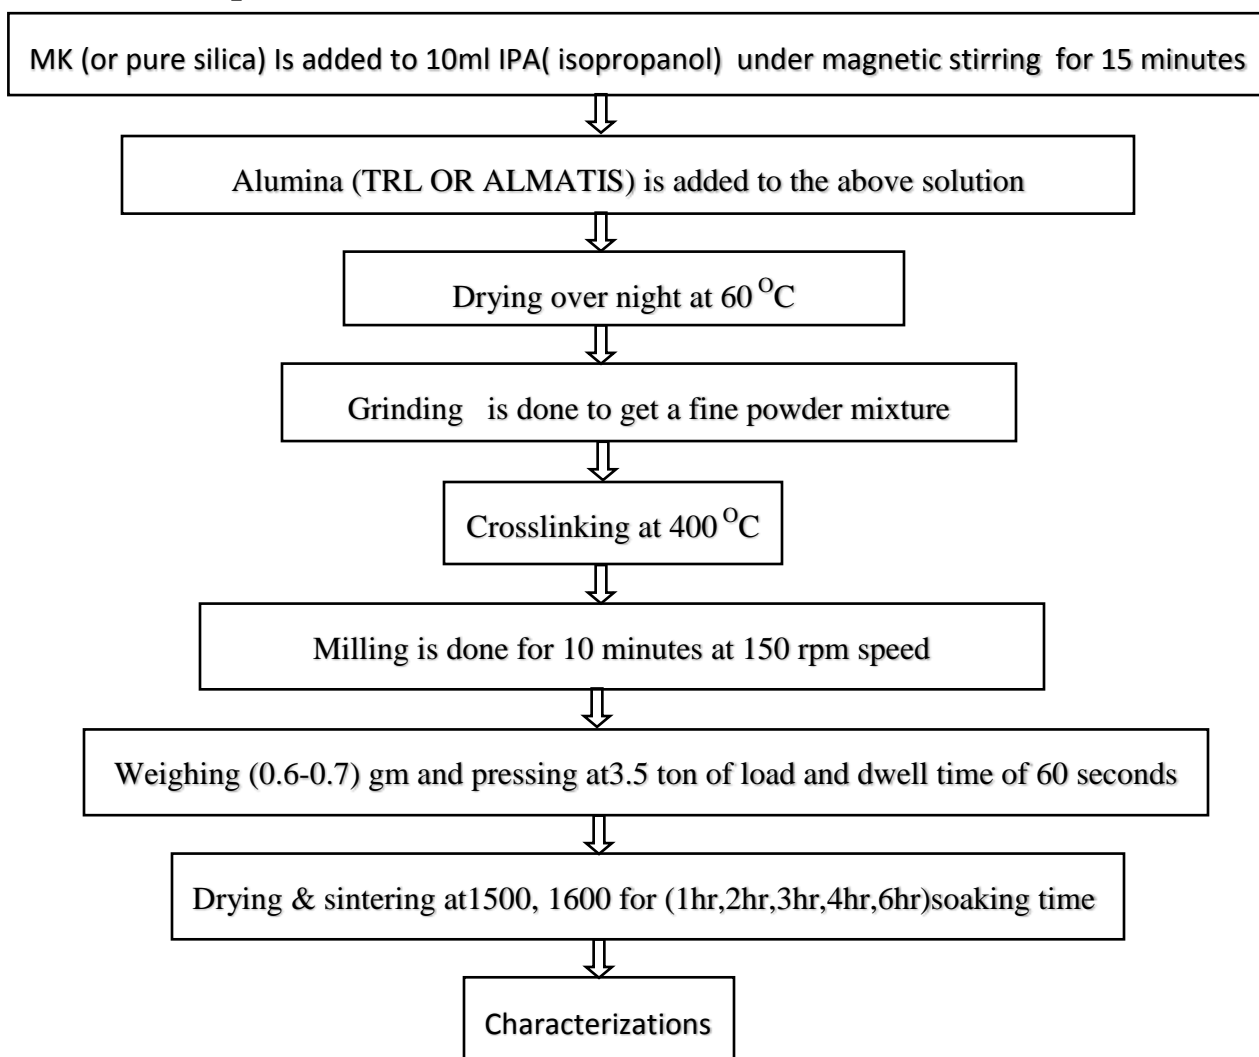 MK (or pure silica) Is added to 10ml IPA( isopropanol) under magnetic stirring for 15 minutes
Alumina (TRL OR ALMATIS) is added to the above solution
Drying over night at 60 ᴼC
Grinding is done to get a fine powder mixture
Crosslinking at 400 ᴼC
Milling is done for 10 minutes at 150 rpm speed
Weighing (0.6-0.7) gm and pressing at3.5 ton of load and dwell time of 60 seconds
Drying & sintering at1500, 1600 for (1hr,2hr,3hr,4hr,6hr)soaking time
Characterizations